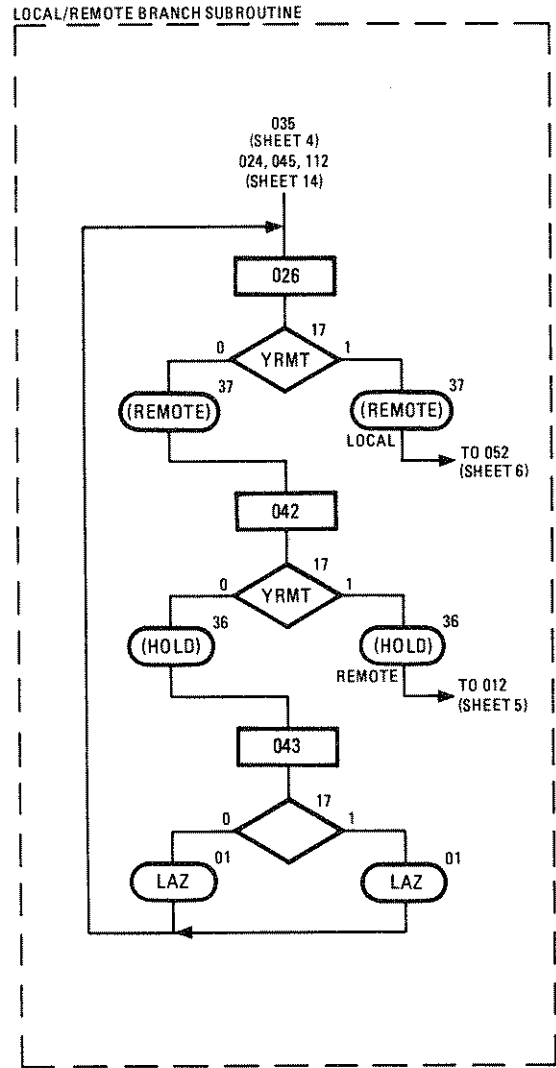 LOCAL/REMOTE BRANCH SUBROUTINE
035
(SHEET 4)
024, 045, 112
(SHEET 14)
026
17
0 YRMT 1
37 37
(REMOTE) (REMOTE)
LOCAL
TO 052
(SHEET 6)
042
17
0 YRMT 1
36 36
(HOLD) (HOLD)
REMOTE
TO 012
(SHEET 5)
043
17
0 1
01 01
LAZ LAZ